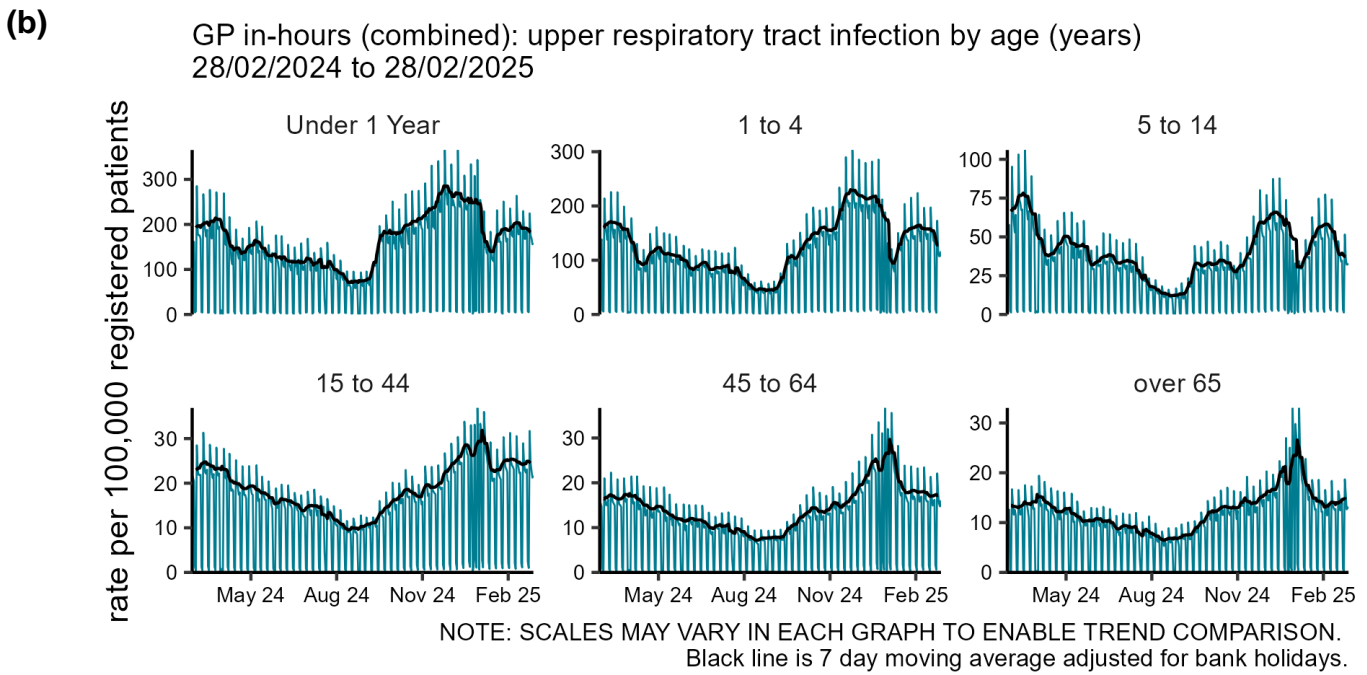 (b)
GP in-hours (combined): upper respiratory tract infection by age (years)
28/02/2024 to 28/02/2025
rate per 100,000 registered patients
Under 1 Year
300
200
100
0
1 to 4
300
200
100
0
5 to 14
100
75
50
25
0
15 to 44
30
20
10
0
May 24 Aug 24 Nov 24 Feb 25
45 to 64
30
20
10
0
May 24 Aug 24 Nov 24 Feb 25
over 65
30
20
10
0
May 24 Aug 24 Nov 24 Feb 25
NOTE: SCALES MAY VARY IN EACH GRAPH TO ENABLE TREND COMPARISON.
Black line is 7 day moving average adjusted for bank holidays.